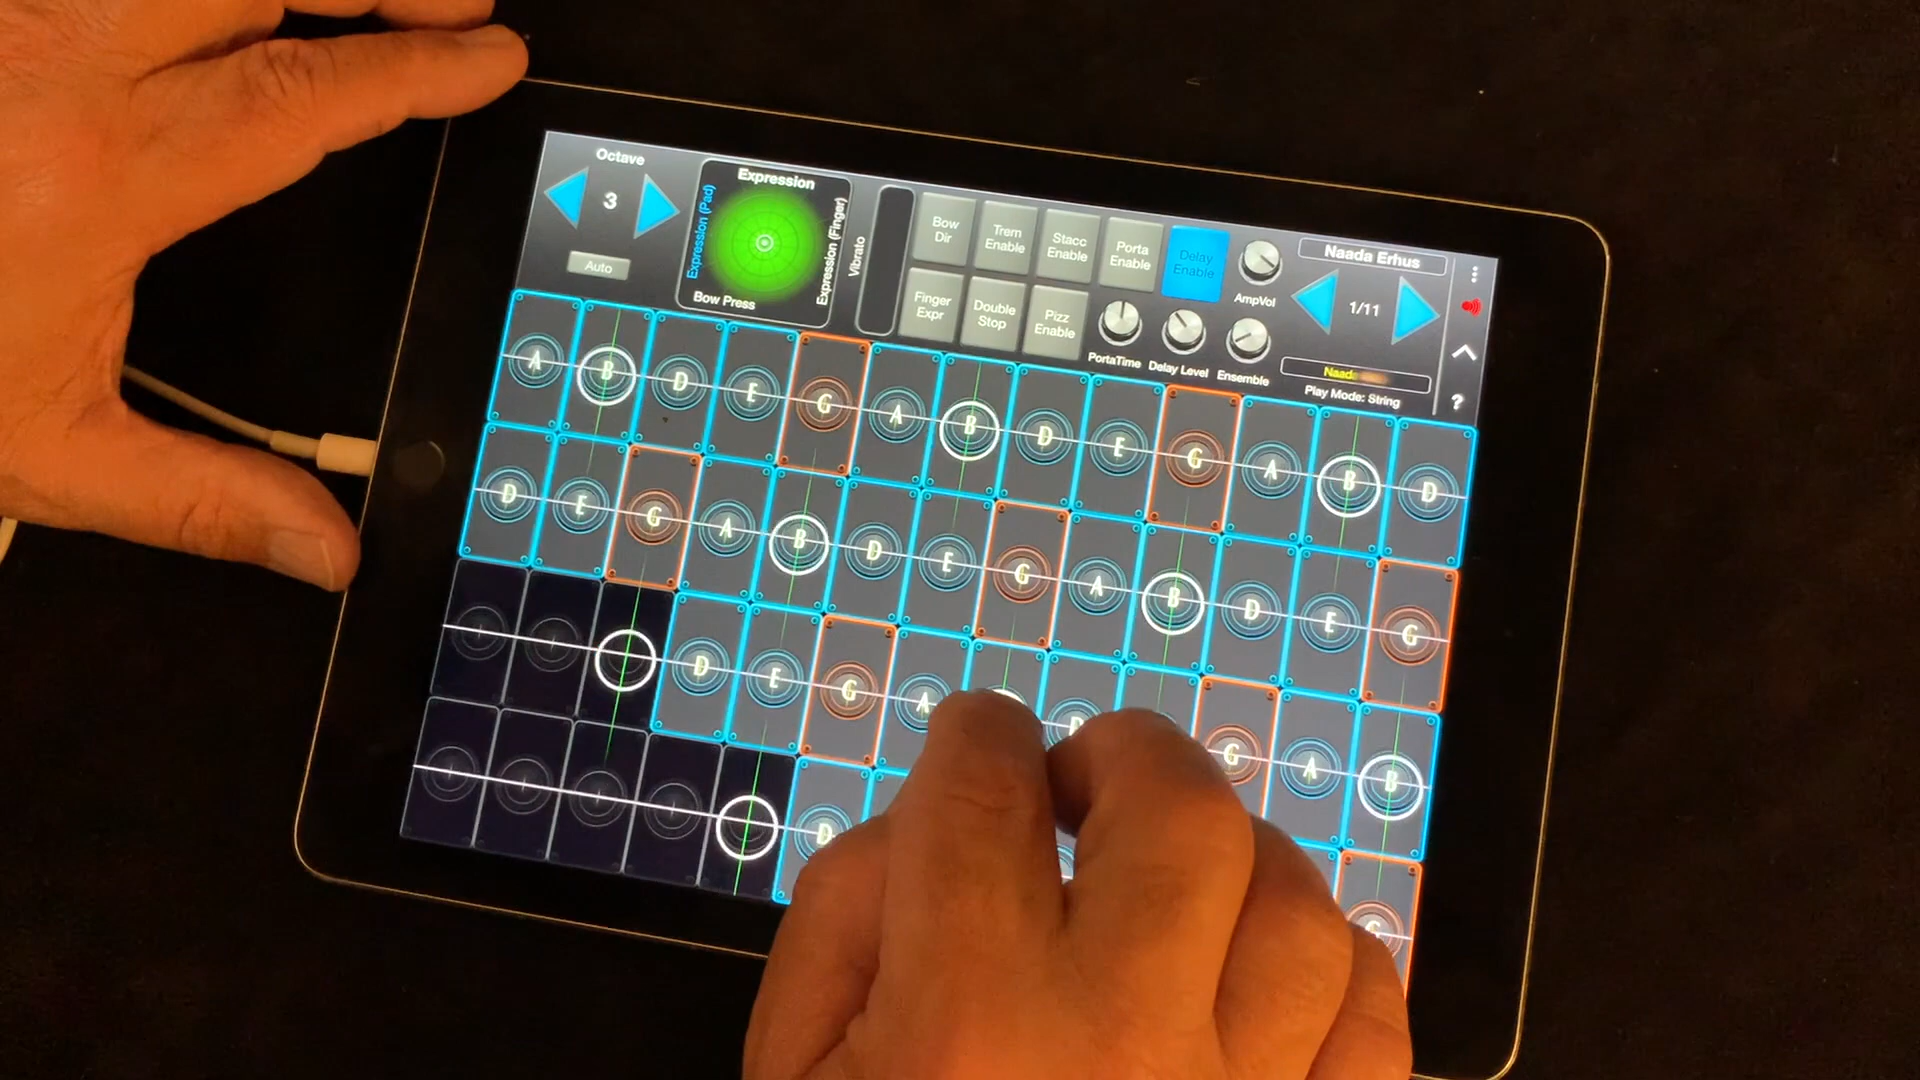 Octave
3
Auto
Expression
Expression (Pad)
Expression (Finger)
Bow Press
Vibrato
Bow
Dir
Trem
Enable
Stacc
Enable
Porta
Enable
Delay
Enable
Finger
Expr
Double
Stop
Pizz
Enable
AmpVol
PortaTime
Delay Level
Ensemble
Naada Erhus
1/11
Naada
Play Mode: String
?
A B D E G A B D E G A B D
D E G A B D E G A B D E G
D E G A D G A B
D G